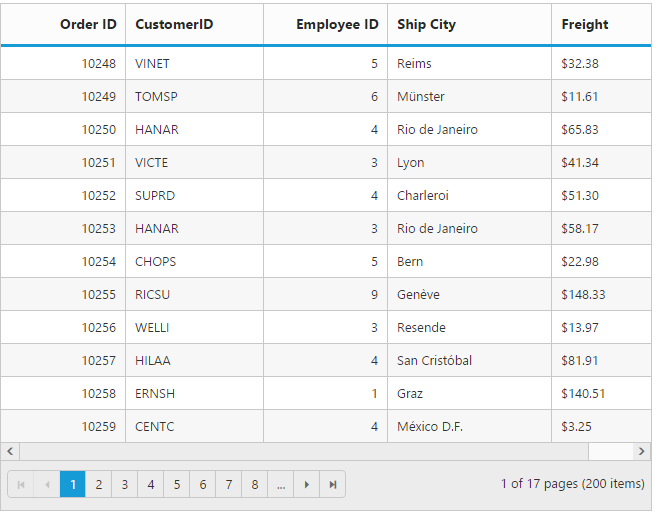 Order ID CustomerID Employee ID Ship City Freight
10248 VINET 5 Reims $32.38
10249 TOMSP 6 Münster $11.61
10250 HANAR 4 Rio de Janeiro $65.83
10251 VICTE 3 Lyon $41.34
10252 SUPRD 4 Charleroi $51.30
10253 HANAR 3 Rio de Janeiro $58.17
10254 CHOPS 5 Bern $22.98
10255 RICSU 9 Genève $148.33
10256 WELLI 3 Resende $13.97
10257 HILAA 4 San Cristóbal $81.91
10258 ERNSH 1 Graz $140.51
10259 CENTC 4 México D.F. $3.25
1 2 3 4 5 6 7 8 ... 1 of 17 pages (200 items)